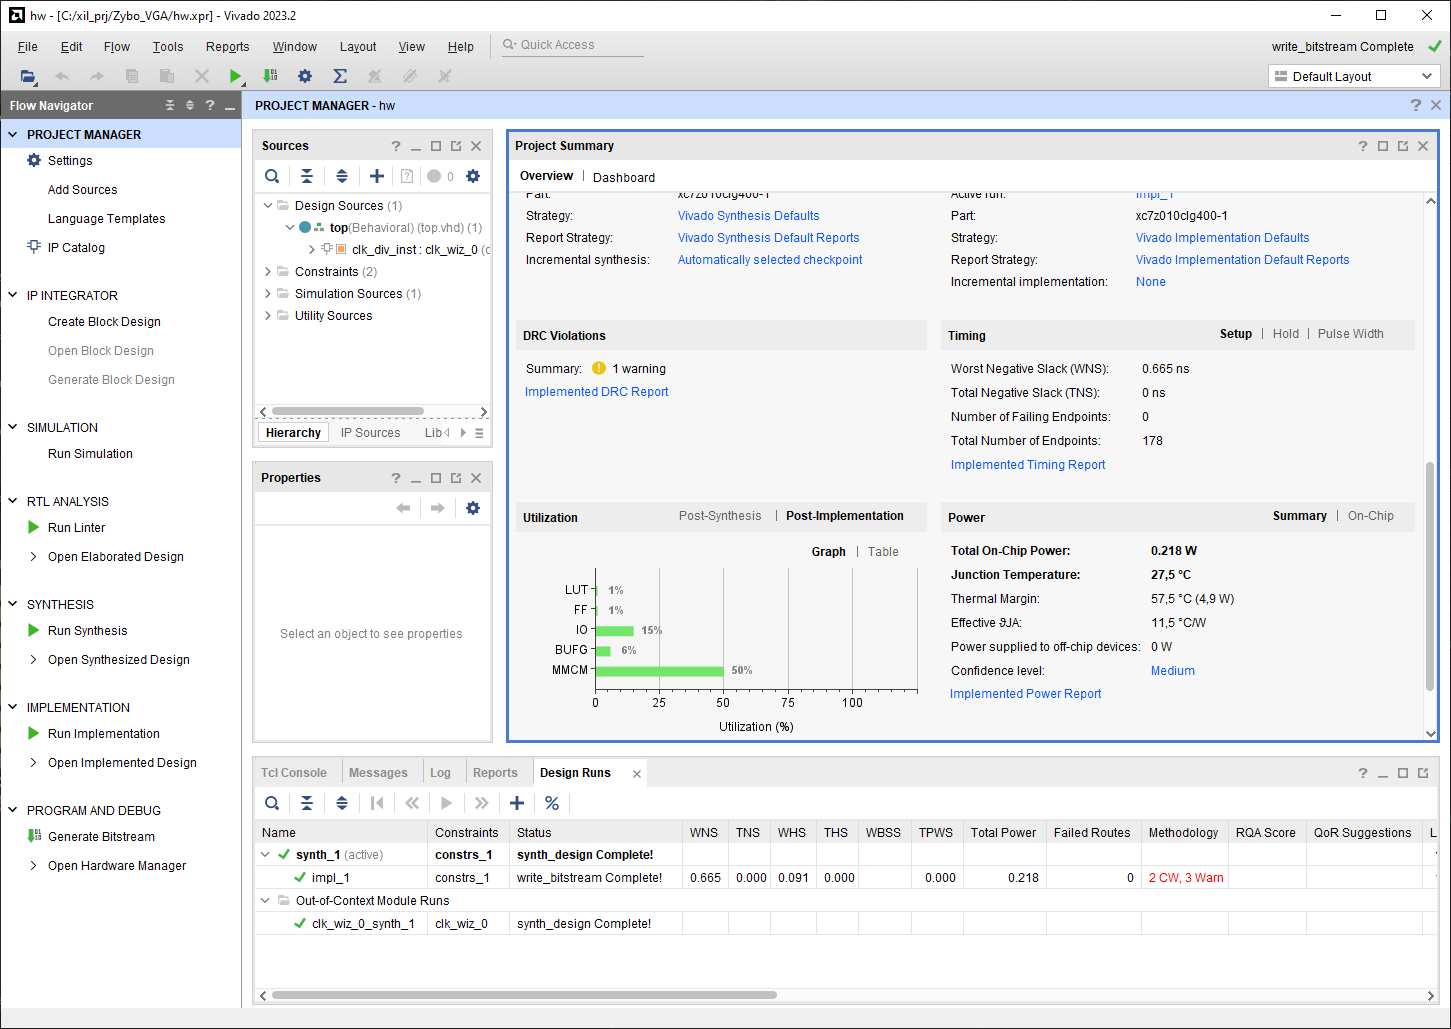 hw - [C:/xil_prj/Zybo_VGA/hw.xpr] - Vivado 2023.2
File Edit Flow Tools Reports Window Layout View Help Quick Access
write_bitstream Complete
Default Layout
Flow Navigator
PROJECT MANAGER
Settings
Add Sources
Language Templates
IP Catalog
IP INTEGRATOR
Create Block Design
Open Block Design
Generate Block Design
SIMULATION
Run Simulation
RTL ANALYSIS
Run Linter
Open Elaborated Design
SYNTHESIS
Run Synthesis
Open Synthesized Design
IMPLEMENTATION
Run Implementation
Open Implemented Design
PROGRAM AND DEBUG
Generate Bitstream
Open Hardware Manager
PROJECT MANAGER - hw
Sources
0
Design Sources (1)
top(Behavioral) (top.vhd) (1)
clk_div_inst : clk_wiz_0 (
Constraints (2)
Simulation Sources (1)
Utility Sources
Hierarchy IP Sources Lib
Properties
Select an object to see properties
Project Summary
Overview | Dashboard
Part: xc7z010clg400-1
Strategy: Vivado Synthesis Defaults
Report Strategy: Vivado Synthesis Default Reports
Incremental synthesis: Automatically selected checkpoint
Active run: impl_1
Part: xc7z010clg400-1
Strategy: Vivado Implementation Defaults
Report Strategy: Vivado Implementation Default Reports
Incremental implementation: None
DRC Violations
Summary: 1 warning
Implemented DRC Report
Timing Setup | Hold | Pulse Width
Worst Negative Slack (WNS): 0.665 ns
Total Negative Slack (TNS): 0 ns
Number of Failing Endpoints: 0
Total Number of Endpoints: 178
Implemented Timing Report
Utilization Post-Synthesis | Post-Implementation
Graph | Table
LUT 1%
FF 1%
IO 15%
BUFG 6%
MMCM 50%
0 25 50 75 100
Utilization (%)
Power Summary | On-Chip
Total On-Chip Power: 0.218 W
Junction Temperature: 27,5 °C
Thermal Margin: 57,5 °C (4,9 W)
Effective ϑJA: 11,5 °C/W
Power supplied to off-chip devices: 0 W
Confidence level: Medium
Implemented Power Report
Tcl Console Messages Log Reports Design Runs
Name Constraints Status WNS TNS WHS THS WBSS TPWS Total Power Failed Routes Methodology RQA Score QoR Suggestions L
synth_1 (active) constrs_1 synth_design Complete!
impl_1 constrs_1 write_bitstream Complete! 0.665 0.000 0.091 0.000 0.000 0.218 0 2 CW, 3 Warn
Out-of-Context Module Runs
clk_wiz_0_synth_1 clk_wiz_0 synth_design Complete!